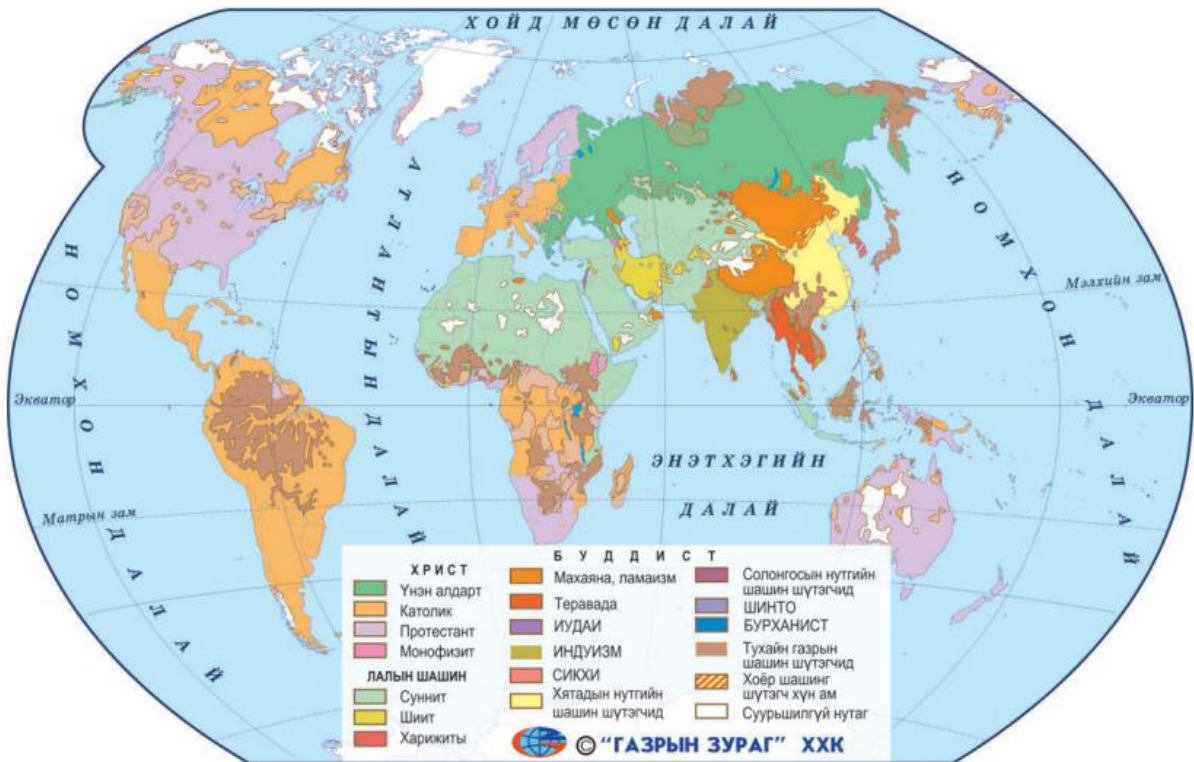 ХОЙД МӨСӨН ДАЛАЙ
АТЛАНТЫН ДАЛАЙ
НОМХОН ДАЛАЙ
НОМХОН ДАЛАЙ
Мэлхийн зам
Экватор
Экватор
ЭНЭТХЭГИЙН
ДАЛАЙ
Матрын зам
ХРИСТ
Үнэн алдарт
Католик
Протестант
Монофизит
ЛАЛЫН ШАШИН
Суннит
Шиит
Харижиты
БУДДИСТ
Махаяна, ламаизм
Теравада
ИУДАИ
ИНДУИЗМ
СИКХИ
Хятадын нутгийн
шашин шүтэгчид
Солонгосын нутгийн
шашин шүтэгчид
ШИНТО
БУРХАНИСТ
Тухайн газрын
шашин шүтэгчид
Хоёр шашинг
шүтэгч хүн ам
Суурьшилгүй нутаг
© "ГАЗРЫН ЗУРАГ" ХХК